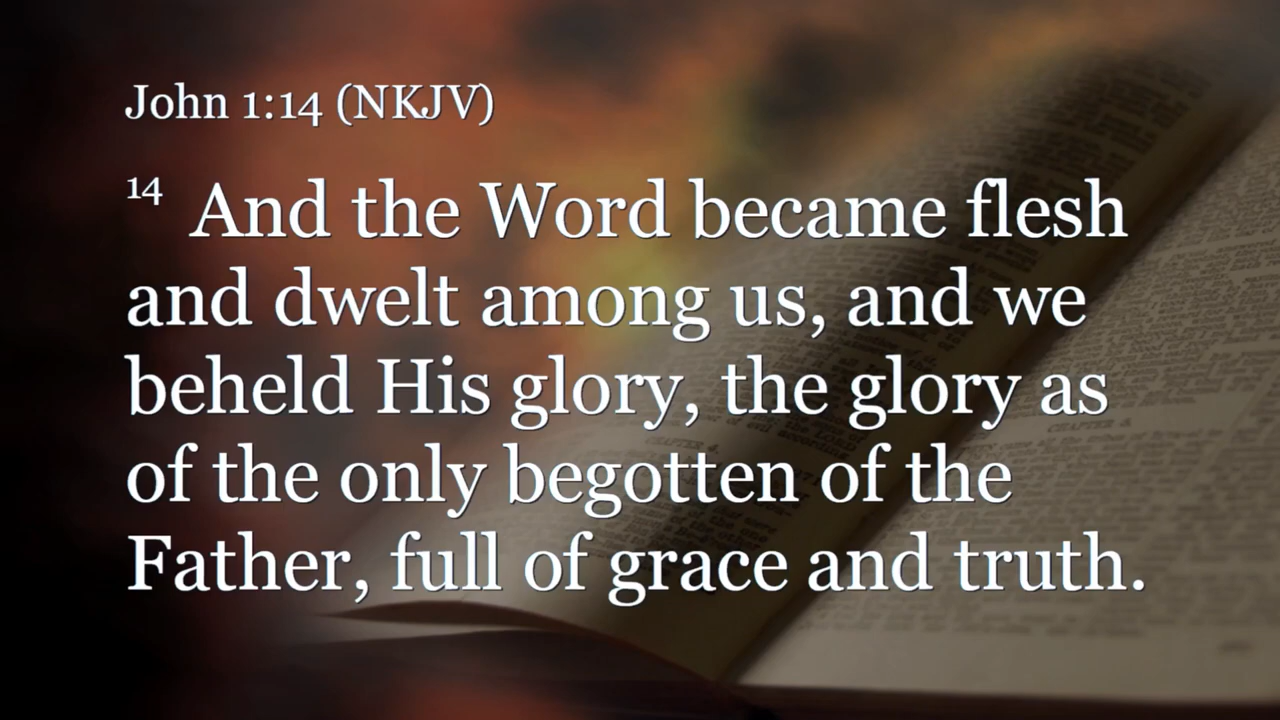 John 1:14 (NKJV)
14 And the Word became flesh
and dwelt among us, and we
beheld His glory, the glory as
of the only begotten of the
Father, full of grace and truth.